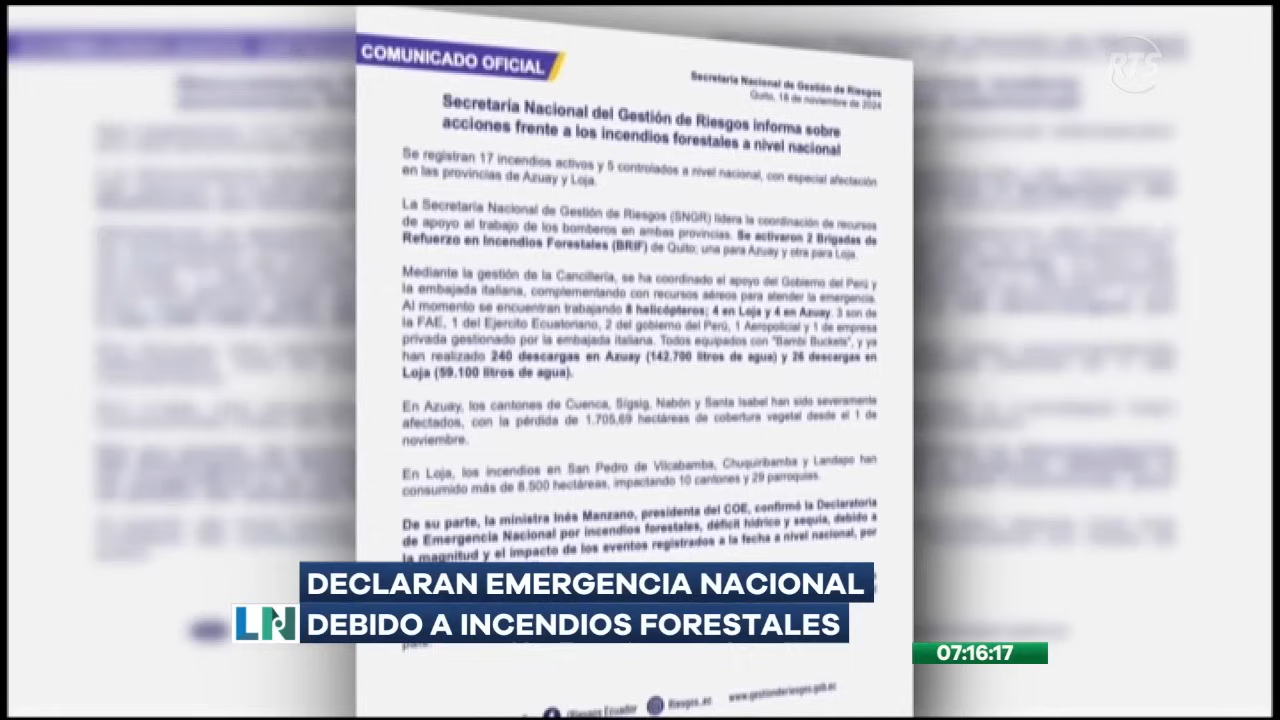 COMUNICADO OFICIAL
RTS
Secretaría Nacional de Gestión de Riesgos
Quito, 18 de noviembre de 2024
Secretaría Nacional del Gestión de Riesgos informa sobre
acciones frente a los incendios forestales a nivel nacional
Se registran 17 incendios activos y 5 controlados a nivel nacional, con especial afectación
en las provincias de Azuay y Loja.
La Secretaría Nacional de Gestión de Riesgos (SNGR) lidera la coordinación de recursos
de apoyo al trabajo de los bomberos en ambas provincias. Se activaron 2 Brigadas de
Refuerzo en Incendios Forestales (BRIF) de Quito; una para Azuay y otra para Loja.
Mediante la gestión de la Cancillería, se ha coordinado el apoyo del Gobierno del Perú y
la embajada italiana, complementando con recursos aéreos para atender la emergencia.
Al momento se encuentran trabajando 8 helicópteros; 4 en Loja y 4 en Azuay. 3 son de
la FAE, 1 del Ejercito Ecuatoriano, 2 del gobierno del Perú, 1 Aeropolicial y 1 de empresa
privada gestionado por la embajada italiana. Todos equipados con "Bambi Buckets", y ya
han realizado 240 descargas en Azuay (142.700 litros de agua) y 26 descargas en
Loja (59.100 litros de agua).
En Azuay, los cantones de Cuenca, Sígsig, Nabón y Santa Isabel han sido severamente
afectados, con la pérdida de 1.705,69 hectáreas de cobertura vegetal desde el 1 de
noviembre.
En Loja, los incendios en San Pedro de Vilcabamba, Chuquiribamba y Landapo han
consumido más de 8.500 hectáreas, impactando 10 cantones y 29 parroquias.
De su parte, la ministra Inés Manzano, presidenta del COE, confirmó la Declaratoria
de Emergencia Nacional por incendios forestales, déficit hídrico y sequía, debido a
la magnitud y el impacto de los eventos registrados a la fecha a nivel nacional, por
DECLARAN EMERGENCIA NACIONAL
LN DEBIDO A INCENDIOS FORESTALES
07:16:17
Riesgos Ecuador Riesgos_ec www.gestionderiesgos.gob.ec